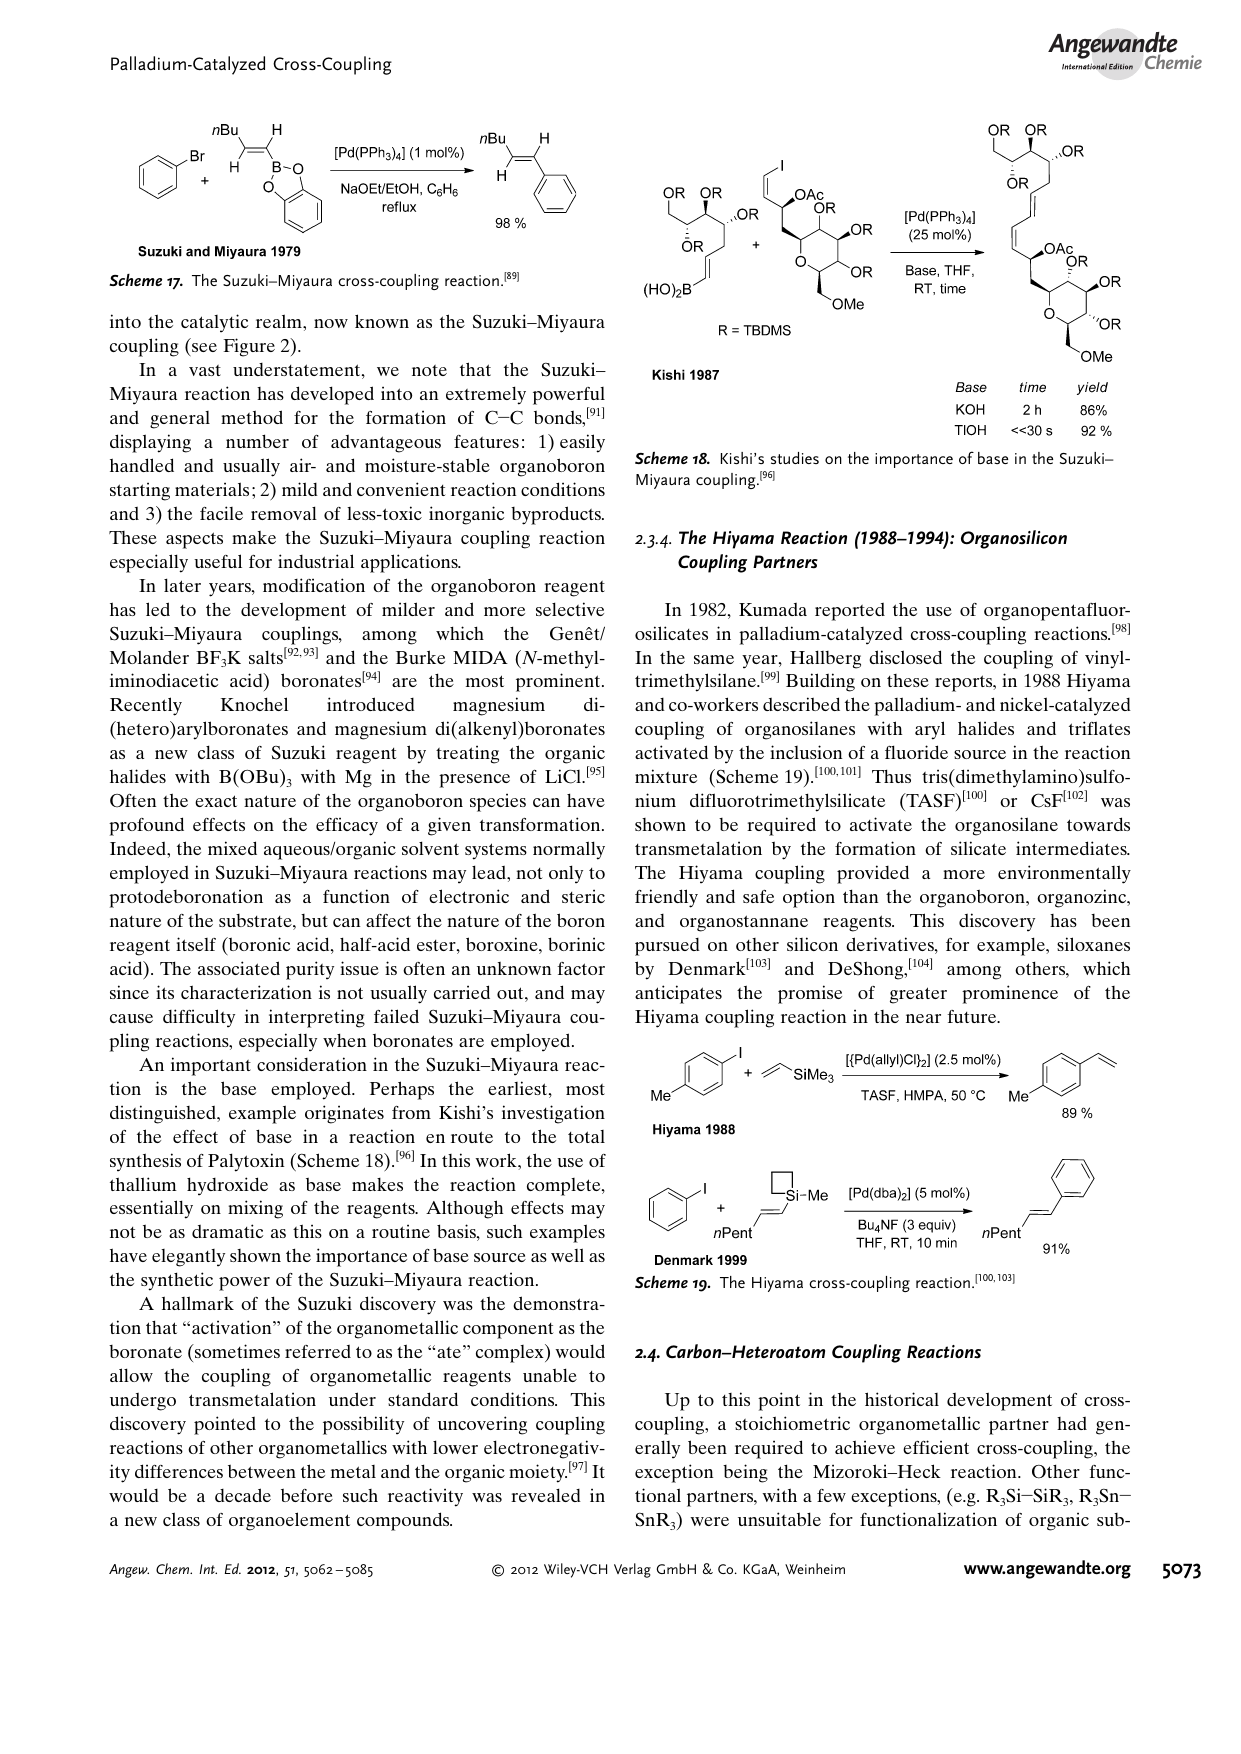 Palladium-Catalyzed Cross-Coupling
Angewandte
International Edition Chemie
nBu H
H
Br
+
B O
O
[Pd(PPh3)4] (1 mol%)
NaOEt/EtOH, C6H6
reflux
nBu H
H
98 %
Suzuki and Miyaura 1979
Scheme 17. The Suzuki–Miyaura cross-coupling reaction.[89]
into the catalytic realm, now known as the Suzuki–Miyaura
coupling (see Figure 2).
In a vast understatement, we note that the Suzuki–
Miyaura reaction has developed into an extremely powerful
and general method for the formation of C–C bonds,[91]
displaying a number of advantageous features: 1) easily
handled and usually air- and moisture-stable organoboron
starting materials; 2) mild and convenient reaction conditions
and 3) the facile removal of less-toxic inorganic byproducts.
These aspects make the Suzuki–Miyaura coupling reaction
especially useful for industrial applications.
In later years, modification of the organoboron reagent
has led to the development of milder and more selective
Suzuki–Miyaura couplings, among which the Genêt/
Molander BF3K salts[92,93] and the Burke MIDA (N-methyl-
iminodiacetic acid) boronates[94] are the most prominent.
Recently Knochel introduced magnesium di-
(hetero)arylboronates and magnesium di(alkenyl)boronates
as a new class of Suzuki reagent by treating the organic
halides with B(OBu)3 with Mg in the presence of LiCl.[95]
Often the exact nature of the organoboron species can have
profound effects on the efficacy of a given transformation.
Indeed, the mixed aqueous/organic solvent systems normally
employed in Suzuki–Miyaura reactions may lead, not only to
protodeboronation as a function of electronic and steric
nature of the substrate, but can affect the nature of the boron
reagent itself (boronic acid, half-acid ester, boroxine, borinic
acid). The associated purity issue is often an unknown factor
since its characterization is not usually carried out, and may
cause difficulty in interpreting failed Suzuki–Miyaura cou-
pling reactions, especially when boronates are employed.
An important consideration in the Suzuki–Miyaura reac-
tion is the base employed. Perhaps the earliest, most
distinguished, example originates from Kishi's investigation
of the effect of base in a reaction en route to the total
synthesis of Palytoxin (Scheme 18).[96] In this work, the use of
thallium hydroxide as base makes the reaction complete,
essentially on mixing of the reagents. Although effects may
not be as dramatic as this on a routine basis, such examples
have elegantly shown the importance of base source as well as
the synthetic power of the Suzuki–Miyaura reaction.
A hallmark of the Suzuki discovery was the demonstra-
tion that “activation” of the organometallic component as the
boronate (sometimes referred to as the “ate” complex) would
allow the coupling of organometallic reagents unable to
undergo transmetalation under standard conditions. This
discovery pointed to the possibility of uncovering coupling
reactions of other organometallics with lower electronegativ-
ity differences between the metal and the organic moiety.[97] It
would be a decade before such reactivity was revealed in
a new class of organoelement compounds.
OR OR
OR
OR
(HO)2B
+
I
OAc
OR
OR
O
OR
OMe
R = TBDMS
[Pd(PPh3)4]
(25 mol%)
Base, THF,
RT, time
OR OR
OR
OR
OAc
OR
OR
O
OR
OMe
Kishi 1987
Base time yield
KOH 2 h 86%
TlOH <<30 s 92 %
Scheme 18. Kishi's studies on the importance of base in the Suzuki–
Miyaura coupling.[96]
2.3.4. The Hiyama Reaction (1988–1994): Organosilicon
Coupling Partners
In 1982, Kumada reported the use of organopentafluor-
osilicates in palladium-catalyzed cross-coupling reactions.[98]
In the same year, Hallberg disclosed the coupling of vinyl-
trimethylsilane.[99] Building on these reports, in 1988 Hiyama
and co-workers described the palladium- and nickel-catalyzed
coupling of organosilanes with aryl halides and triflates
activated by the inclusion of a fluoride source in the reaction
mixture (Scheme 19).[100,101] Thus tris(dimethylamino)sulfo-
nium difluorotrimethylsilicate (TASF)[100] or CsF[102] was
shown to be required to activate the organosilane towards
transmetalation by the formation of silicate intermediates.
The Hiyama coupling provided a more environmentally
friendly and safe option than the organoboron, organozinc,
and organostannane reagents. This discovery has been
pursued on other silicon derivatives, for example, siloxanes
by Denmark[103] and DeShong,[104] among others, which
anticipates the promise of greater prominence of the
Hiyama coupling reaction in the near future.
I
Me
+
SiMe3
[{Pd(allyl)Cl}2] (2.5 mol%)
TASF, HMPA, 50 °C
Me
89 %
Hiyama 1988
I
+
Si–Me
nPent
[Pd(dba)2] (5 mol%)
Bu4NF (3 equiv)
THF, RT, 10 min
nPent
91%
Denmark 1999
Scheme 19. The Hiyama cross-coupling reaction.[100,103]
2.4. Carbon–Heteroatom Coupling Reactions
Up to this point in the historical development of cross-
coupling, a stoichiometric organometallic partner had gen-
erally been required to achieve efficient cross-coupling, the
exception being the Mizoroki–Heck reaction. Other func-
tional partners, with a few exceptions, (e.g. R3Si–SiR3, R3Sn–
SnR3) were unsuitable for functionalization of organic sub-
Angew. Chem. Int. Ed. 2012, 51, 5062–5085
© 2012 Wiley-VCH Verlag GmbH & Co. KGaA, Weinheim
www.angewandte.org 5073